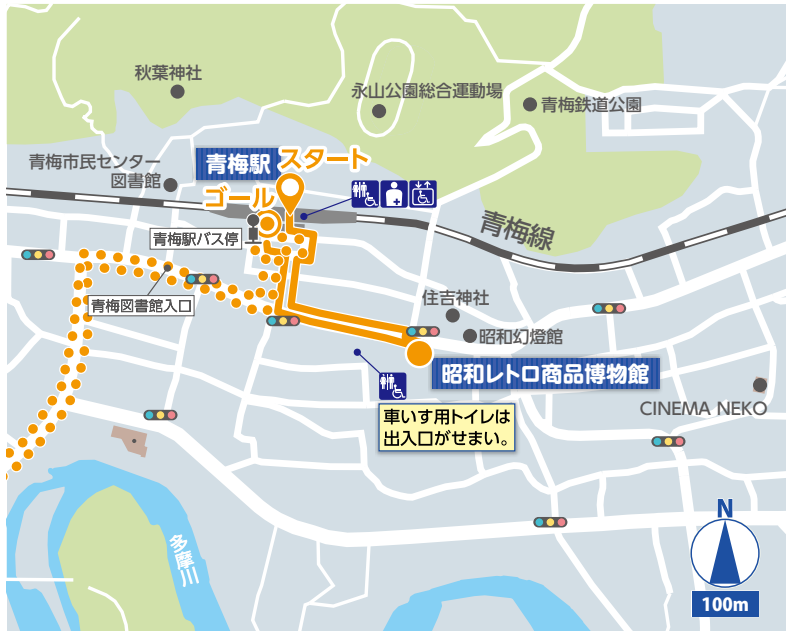 秋葉神社
永山公園総合運動場
青梅鉄道公園
青梅市民センター
図書館
青梅駅
スタート
ゴール
青梅駅バス停
青梅線
青梅図書館入口
住吉神社
昭和幻燈館
昭和レトロ商品博物館
車いす用トイレは
出入口がせまい。
CINEMA NEKO
多摩川
N
100m